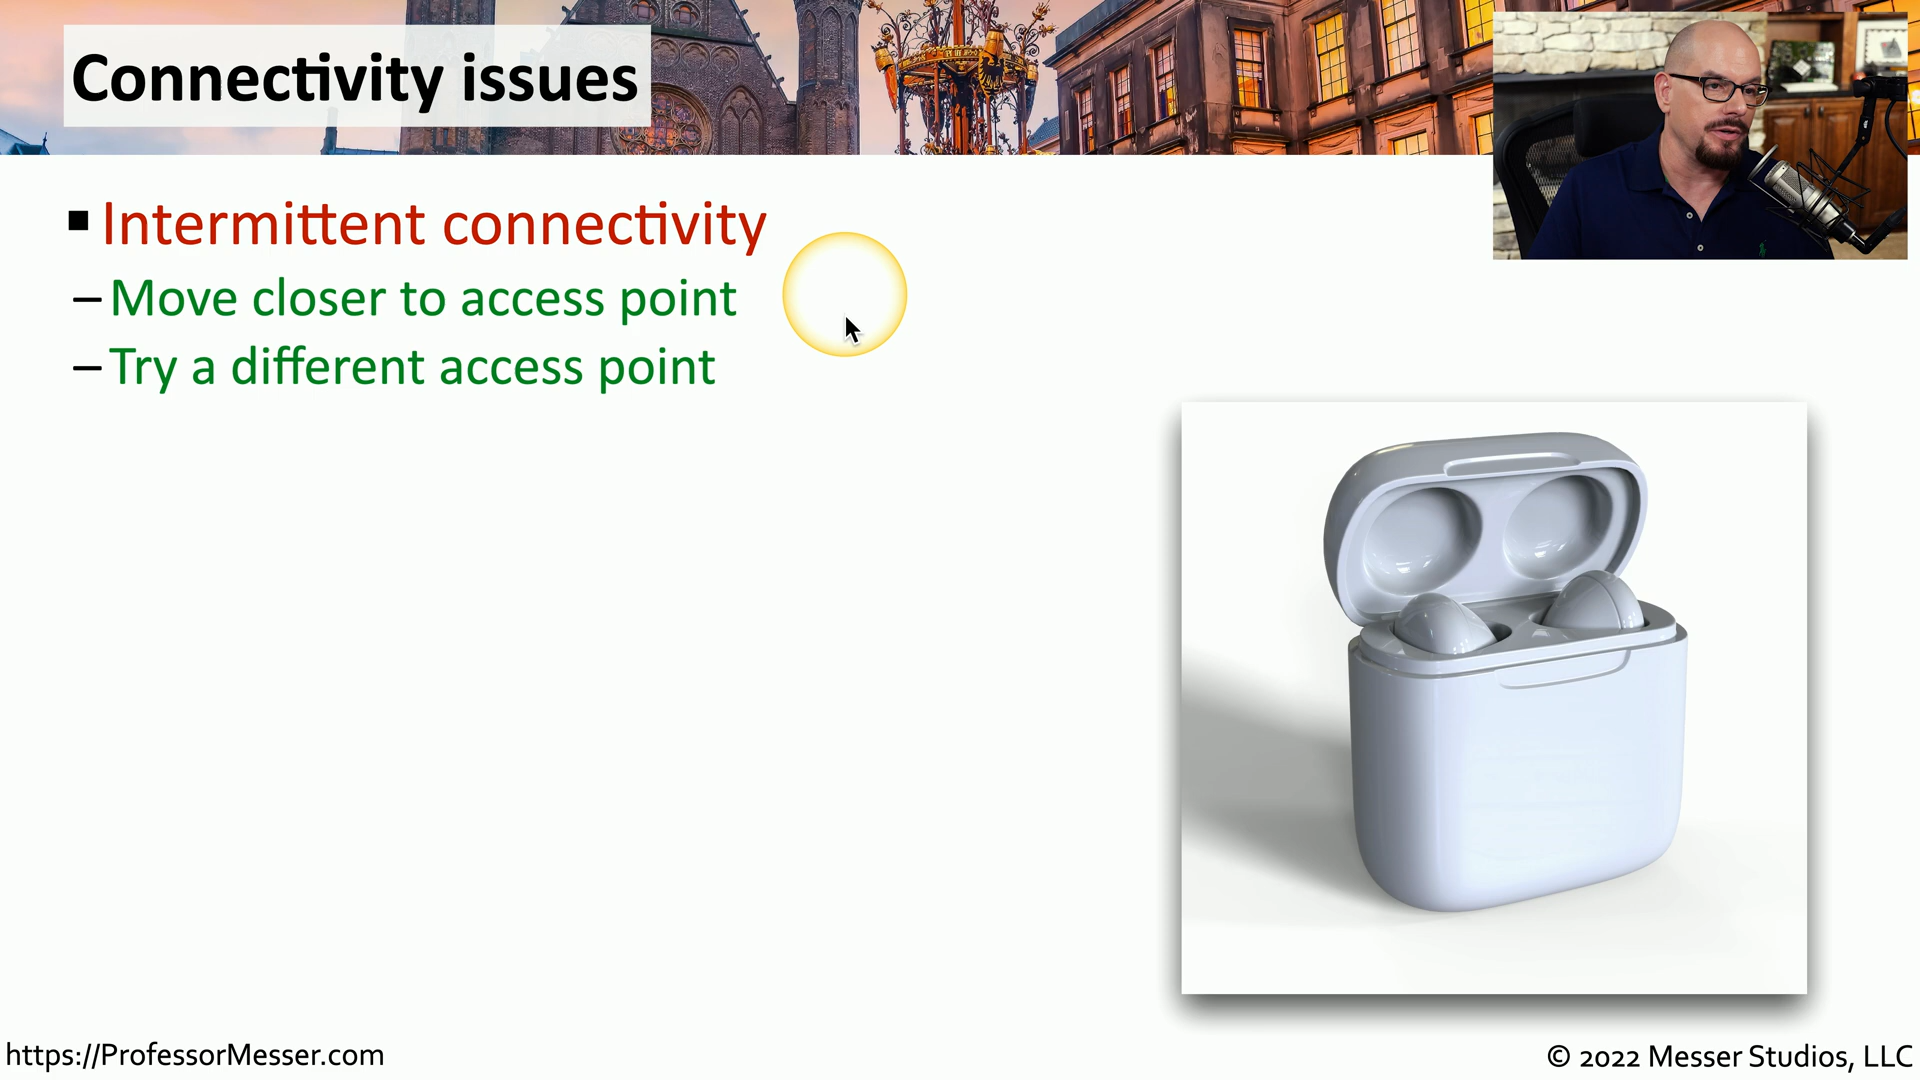 Connectivity issues
▪ Intermittent connectivity
– Move closer to access point
– Try a different access point
https://ProfessorMesser.com
© 2022 Messer Studios, LLC